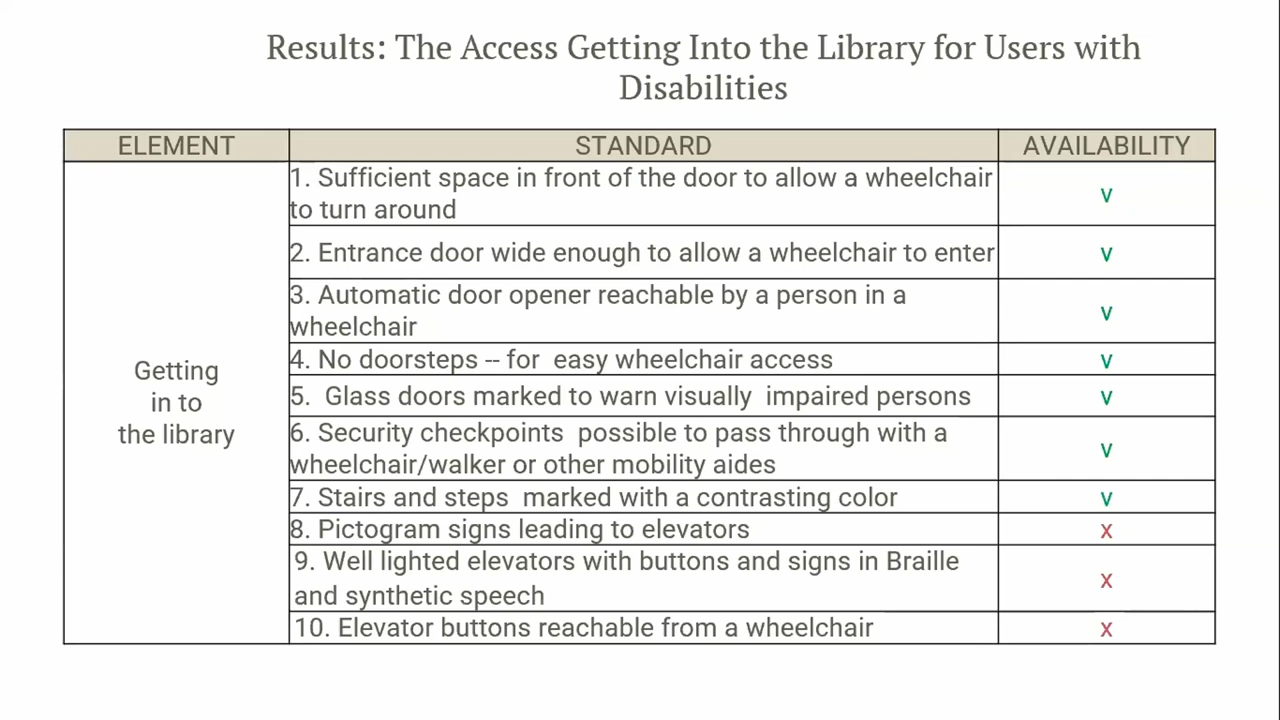 Results: The Access Getting Into the Library for Users with
Disabilities
ELEMENT
STANDARD
AVAILABILITY
Getting
in to
the library
1. Sufficient space in front of the door to allow a wheelchair
to turn around
v
2. Entrance door wide enough to allow a wheelchair to enter
v
3. Automatic door opener reachable by a person in a
wheelchair
v
4. No doorsteps -- for  easy wheelchair access
v
5.  Glass doors marked to warn visually  impaired persons
v
6. Security checkpoints  possible to pass through with a
wheelchair/walker or other mobility aides
v
7. Stairs and steps  marked with a contrasting color
v
8. Pictogram signs leading to elevators
x
9. Well lighted elevators with buttons and signs in Braille
and synthetic speech
x
10. Elevator buttons reachable from a wheelchair
x